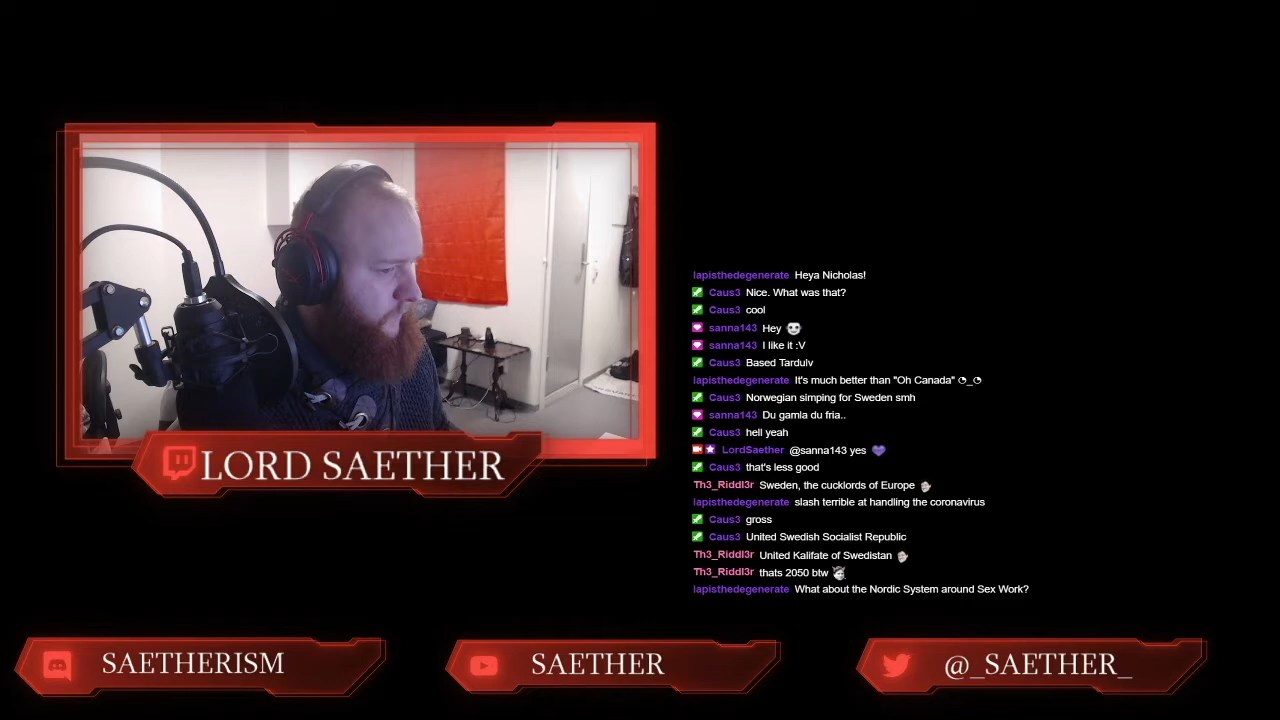 lapisthedegenerate Heya Nicholas!
Caus3 Nice. What was that?
Caus3 cool
sanna143 Hey
sanna143 I like it :V
Caus3 Based Tardulv
lapisthedegenerate It's much better than "Oh Canada" ◔_◔
Caus3 Norwegian simping for Sweden smh
sanna143 Du gamla du fria..
Caus3 hell yeah
LordSaether @sanna143 yes
Caus3 that's less good
Th3_Riddl3r Sweden, the cucklords of Europe
lapisthedegenerate slash terrible at handling the coronavirus
Caus3 gross
Caus3 United Swedish Socialist Republic
Th3_Riddl3r United Kalifate of Swedistan
Th3_Riddl3r thats 2050 btw
lapisthedegenerate What about the Nordic System around Sex Work?
LORD SAETHER
SAETHERISM
SAETHER
@_SAETHER_